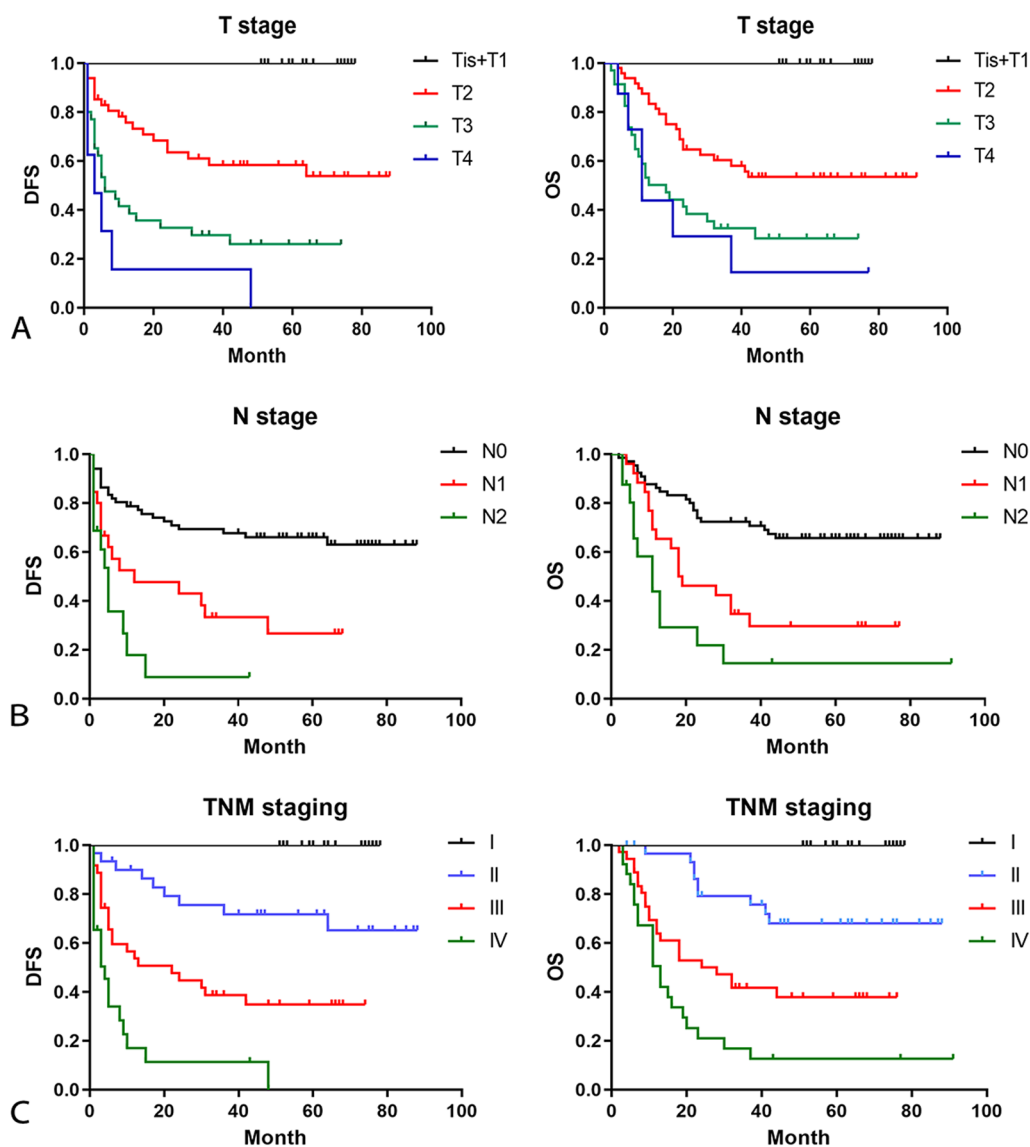 T stage
DFS
1.0
0.8
0.6
0.4
0.2
0.0
0 20 40 60 80 100
Month
Tis+T1
T2
T3
T4
T stage
OS
1.0
0.8
0.6
0.4
0.2
0.0
0 20 40 60 80 100
Month
Tis+T1
T2
T3
T4
A
N stage
DFS
1.0
0.8
0.6
0.4
0.2
0.0
0 20 40 60 80 100
Month
N0
N1
N2
N stage
OS
1.0
0.8
0.6
0.4
0.2
0.0
0 20 40 60 80 100
Month
N0
N1
N2
B
TNM staging
DFS
1.0
0.8
0.6
0.4
0.2
0.0
0 20 40 60 80 100
Month
I
II
III
IV
TNM staging
OS
1.0
0.8
0.6
0.4
0.2
0.0
0 20 40 60 80 100
Month
I
II
III
IV
C